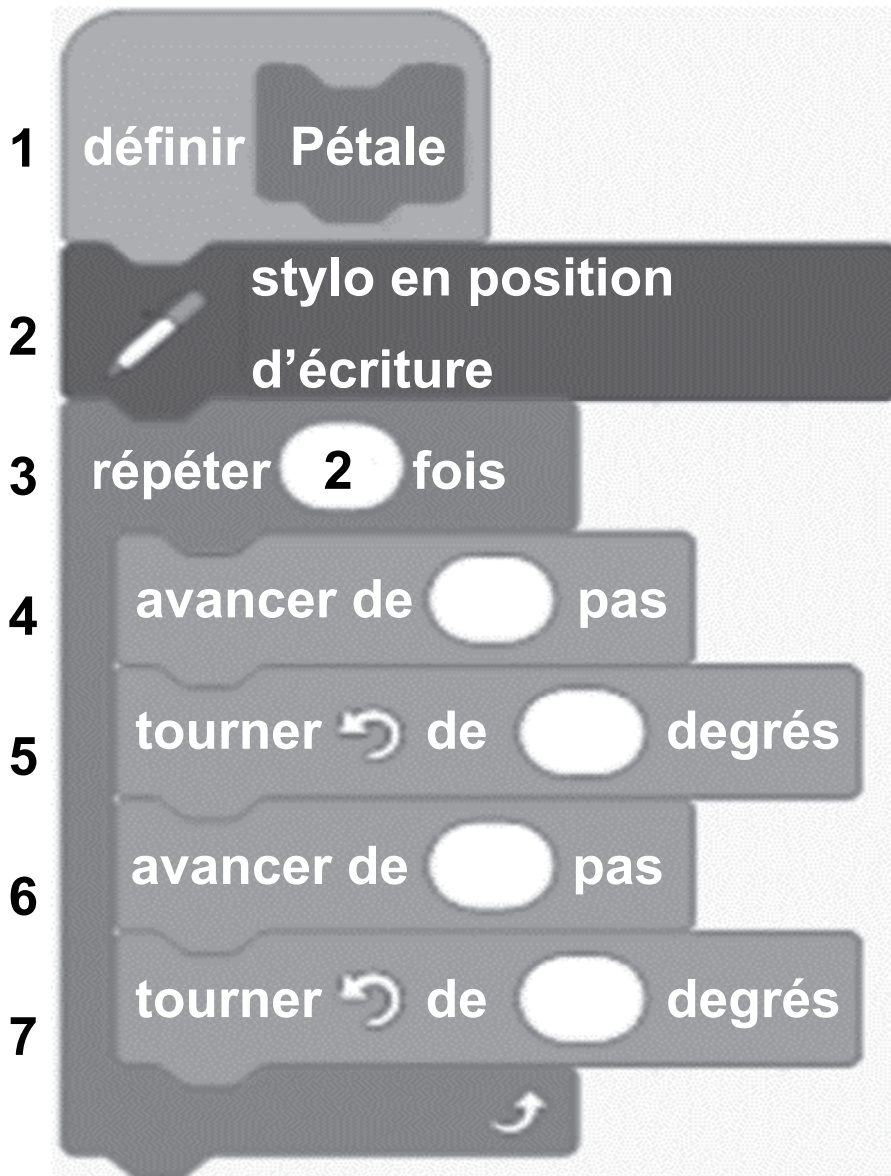 1 définir Pétale
stylo en position
2
d’écriture
3 répéter 2 fois
4 avancer de pas
5 tourner de degrés
6 avancer de pas
7 tourner de degrés